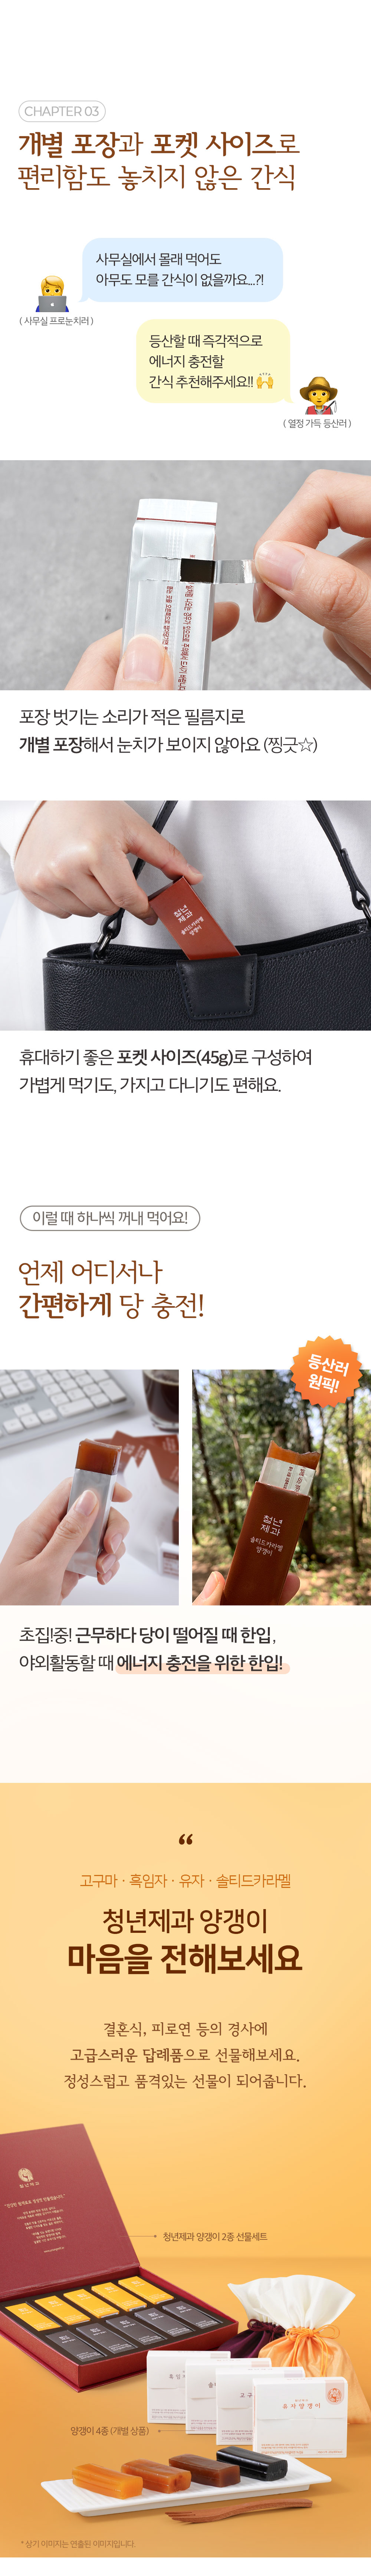 CHAPTER 03
개별 포장과 포켓 사이즈로
편리함도 놓치지 않은 간식
사무실에서 몰래 먹어도
아무도 모를 간식이 없을까요...?!
( 사무실 프로눈치러 )
등산할 때 즉각적으로
에너지 충전할
간식 추천해주세요!! 🙌
( 열정 가득 등산러 )
포장 벗기는 소리가 적은 필름지로
개별 포장해서 눈치가 보이지 않아요 (찡긋☆)
청년
제과
솔티드카라멜
양갱이
휴대하기 좋은 포켓 사이즈(45g)로 구성하여
가볍게 먹기도, 가지고 다니기도 편해요.
이럴 때 하나씩 꺼내 먹어요!
언제 어디서나
간편하게 당 충전!
등산러
원픽!
청년
제과
솔티드카라멜
양갱이
초집!중! 근무하다 당이 떨어질 때 한입,
야외활동할 때 에너지 충전을 위한 한입!
“
고구마 · 흑임자 · 유자 · 솔티드카라멜
청년제과 양갱이
마음을 전해보세요
결혼식, 피로연 등의 경사에
고급스러운 답례품으로 선물해보세요.
정성스럽고 품격있는 선물이 되어줍니다.
청년제과
청년제과 양갱이 2종 선물세트
유자양갱이
양갱이 4종 (개별 상품)
* 상기 이미지는 연출된 이미지입니다.